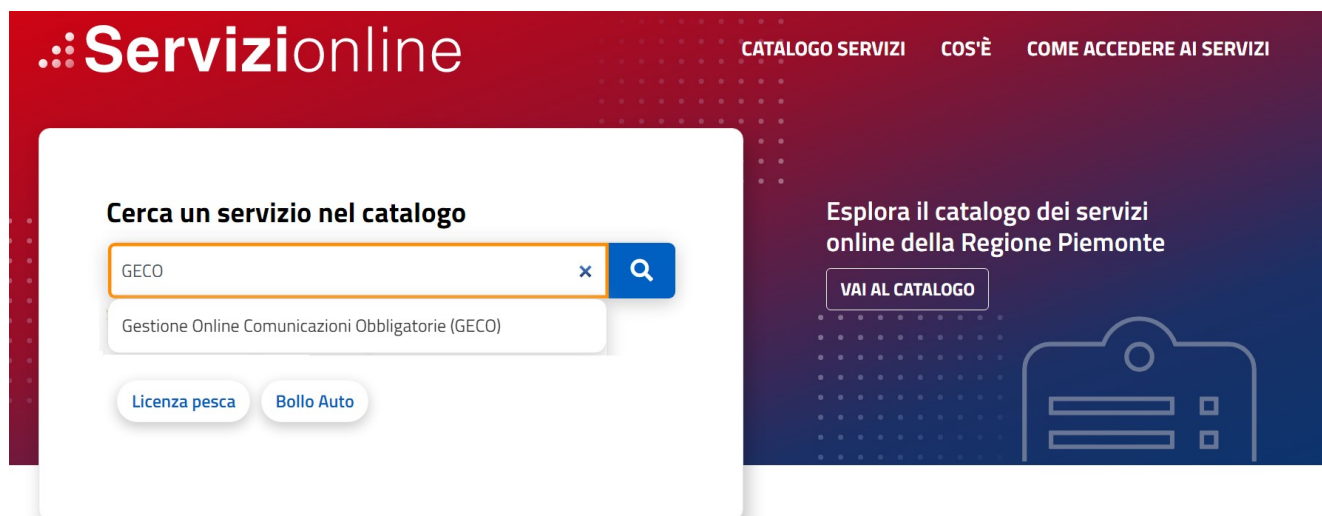 Servizionline
CATALOGO SERVIZI COS'È COME ACCEDERE AI SERVIZI
Cerca un servizio nel catalogo
GECO
Gestione Online Comunicazioni Obbligatorie (GECO)
Licenza pesca Bollo Auto
Esplora il catalogo dei servizi
online della Regione Piemonte
VAI AL CATALOGO